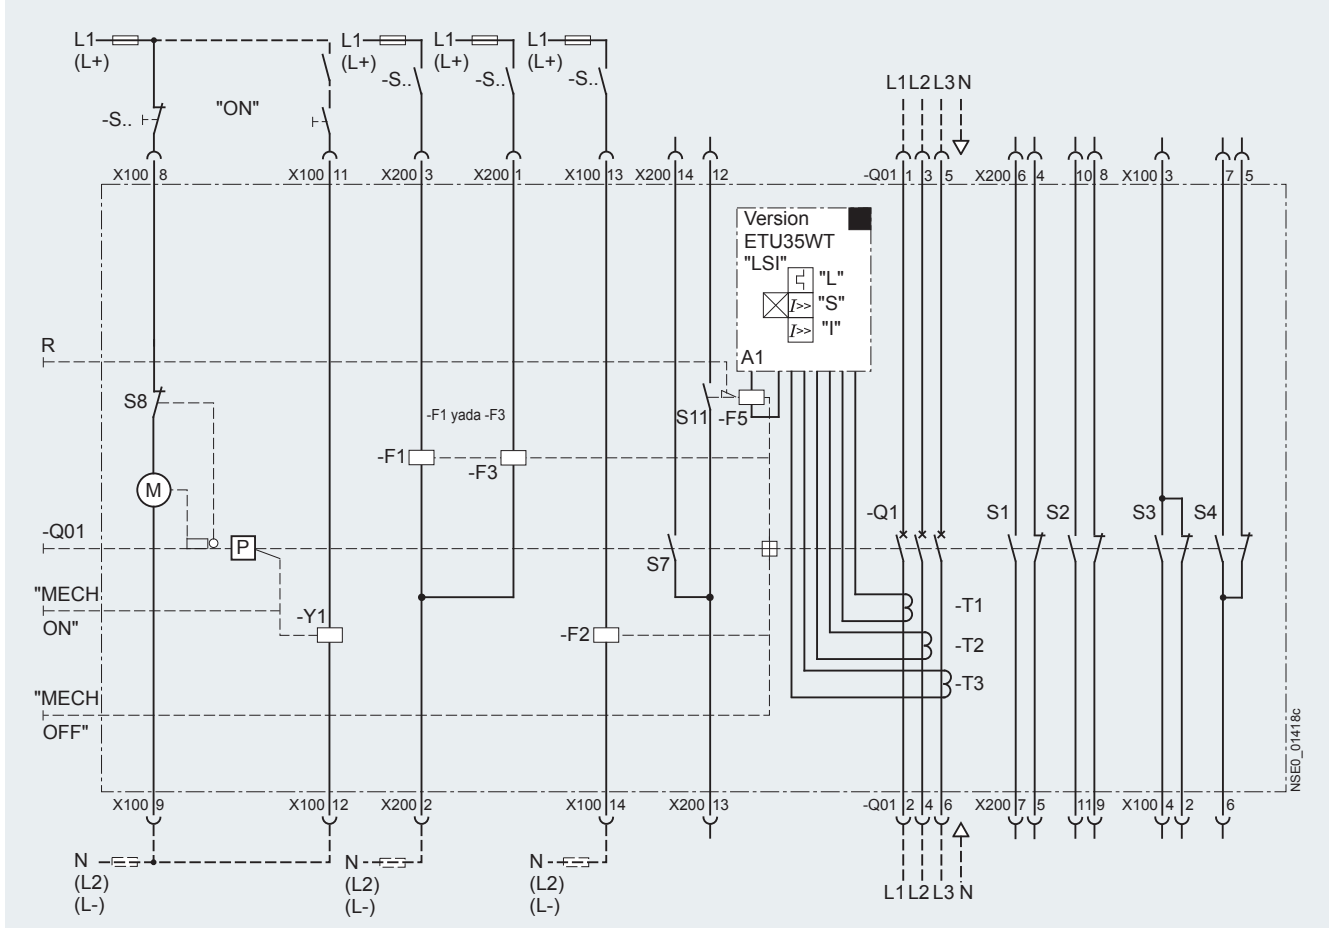 L1 L1 L1 L1
(L+) (L+) (L+) (L+)
-S.. "ON" -S.. -S.. -S..
L1 L2 L3 N
X100 8 X100 11 X200 3 X200 1 X100 13 X200 14 12 -Q01 1 3 5 X200 6 4 10 8 X100 3 7 5
Version
ETU35WT
"LSI"
"L"
I>> "S"
I>> "I"
A1
R
S8
-F1 yada -F3
S11 -F5
-F1 -F3
M
-Q01
P
-Q1 S1 S2 S3 S4
S7
"MECH
ON"
-Y1
-F2
-T1
-T2
-T3
"MECH
OFF"
NSE0_01418c
X100 9 X100 12 X200 2 X100 14 X200 13 -Q01 2 4 6 X200 7 5 11 9 X100 4 2 6
N N N
(L2) (L2) (L2)
(L-) (L-) (L-)
L1 L2 L3 N